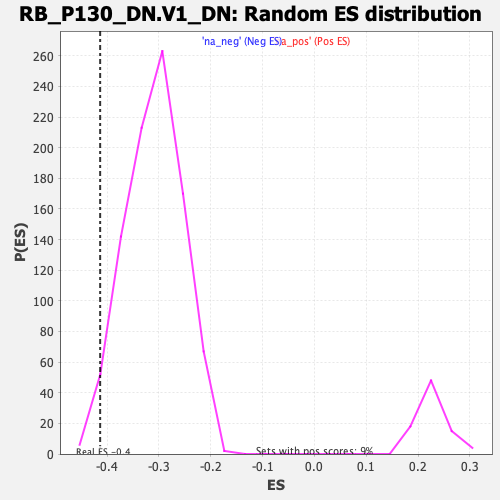 RB_P130_DN.V1_DN: Random ES distribution
'na_neg' (Neg ES)a_pos' (Pos ES)
260
240
220
200
180
160
140
120
100
80
60
40
20
0
P(ES)
Real ES -0.4
Sets with pos scores: 9%
-0.4 -0.3 -0.2 -0.1 0.0 0.1 0.2 0.3
ES